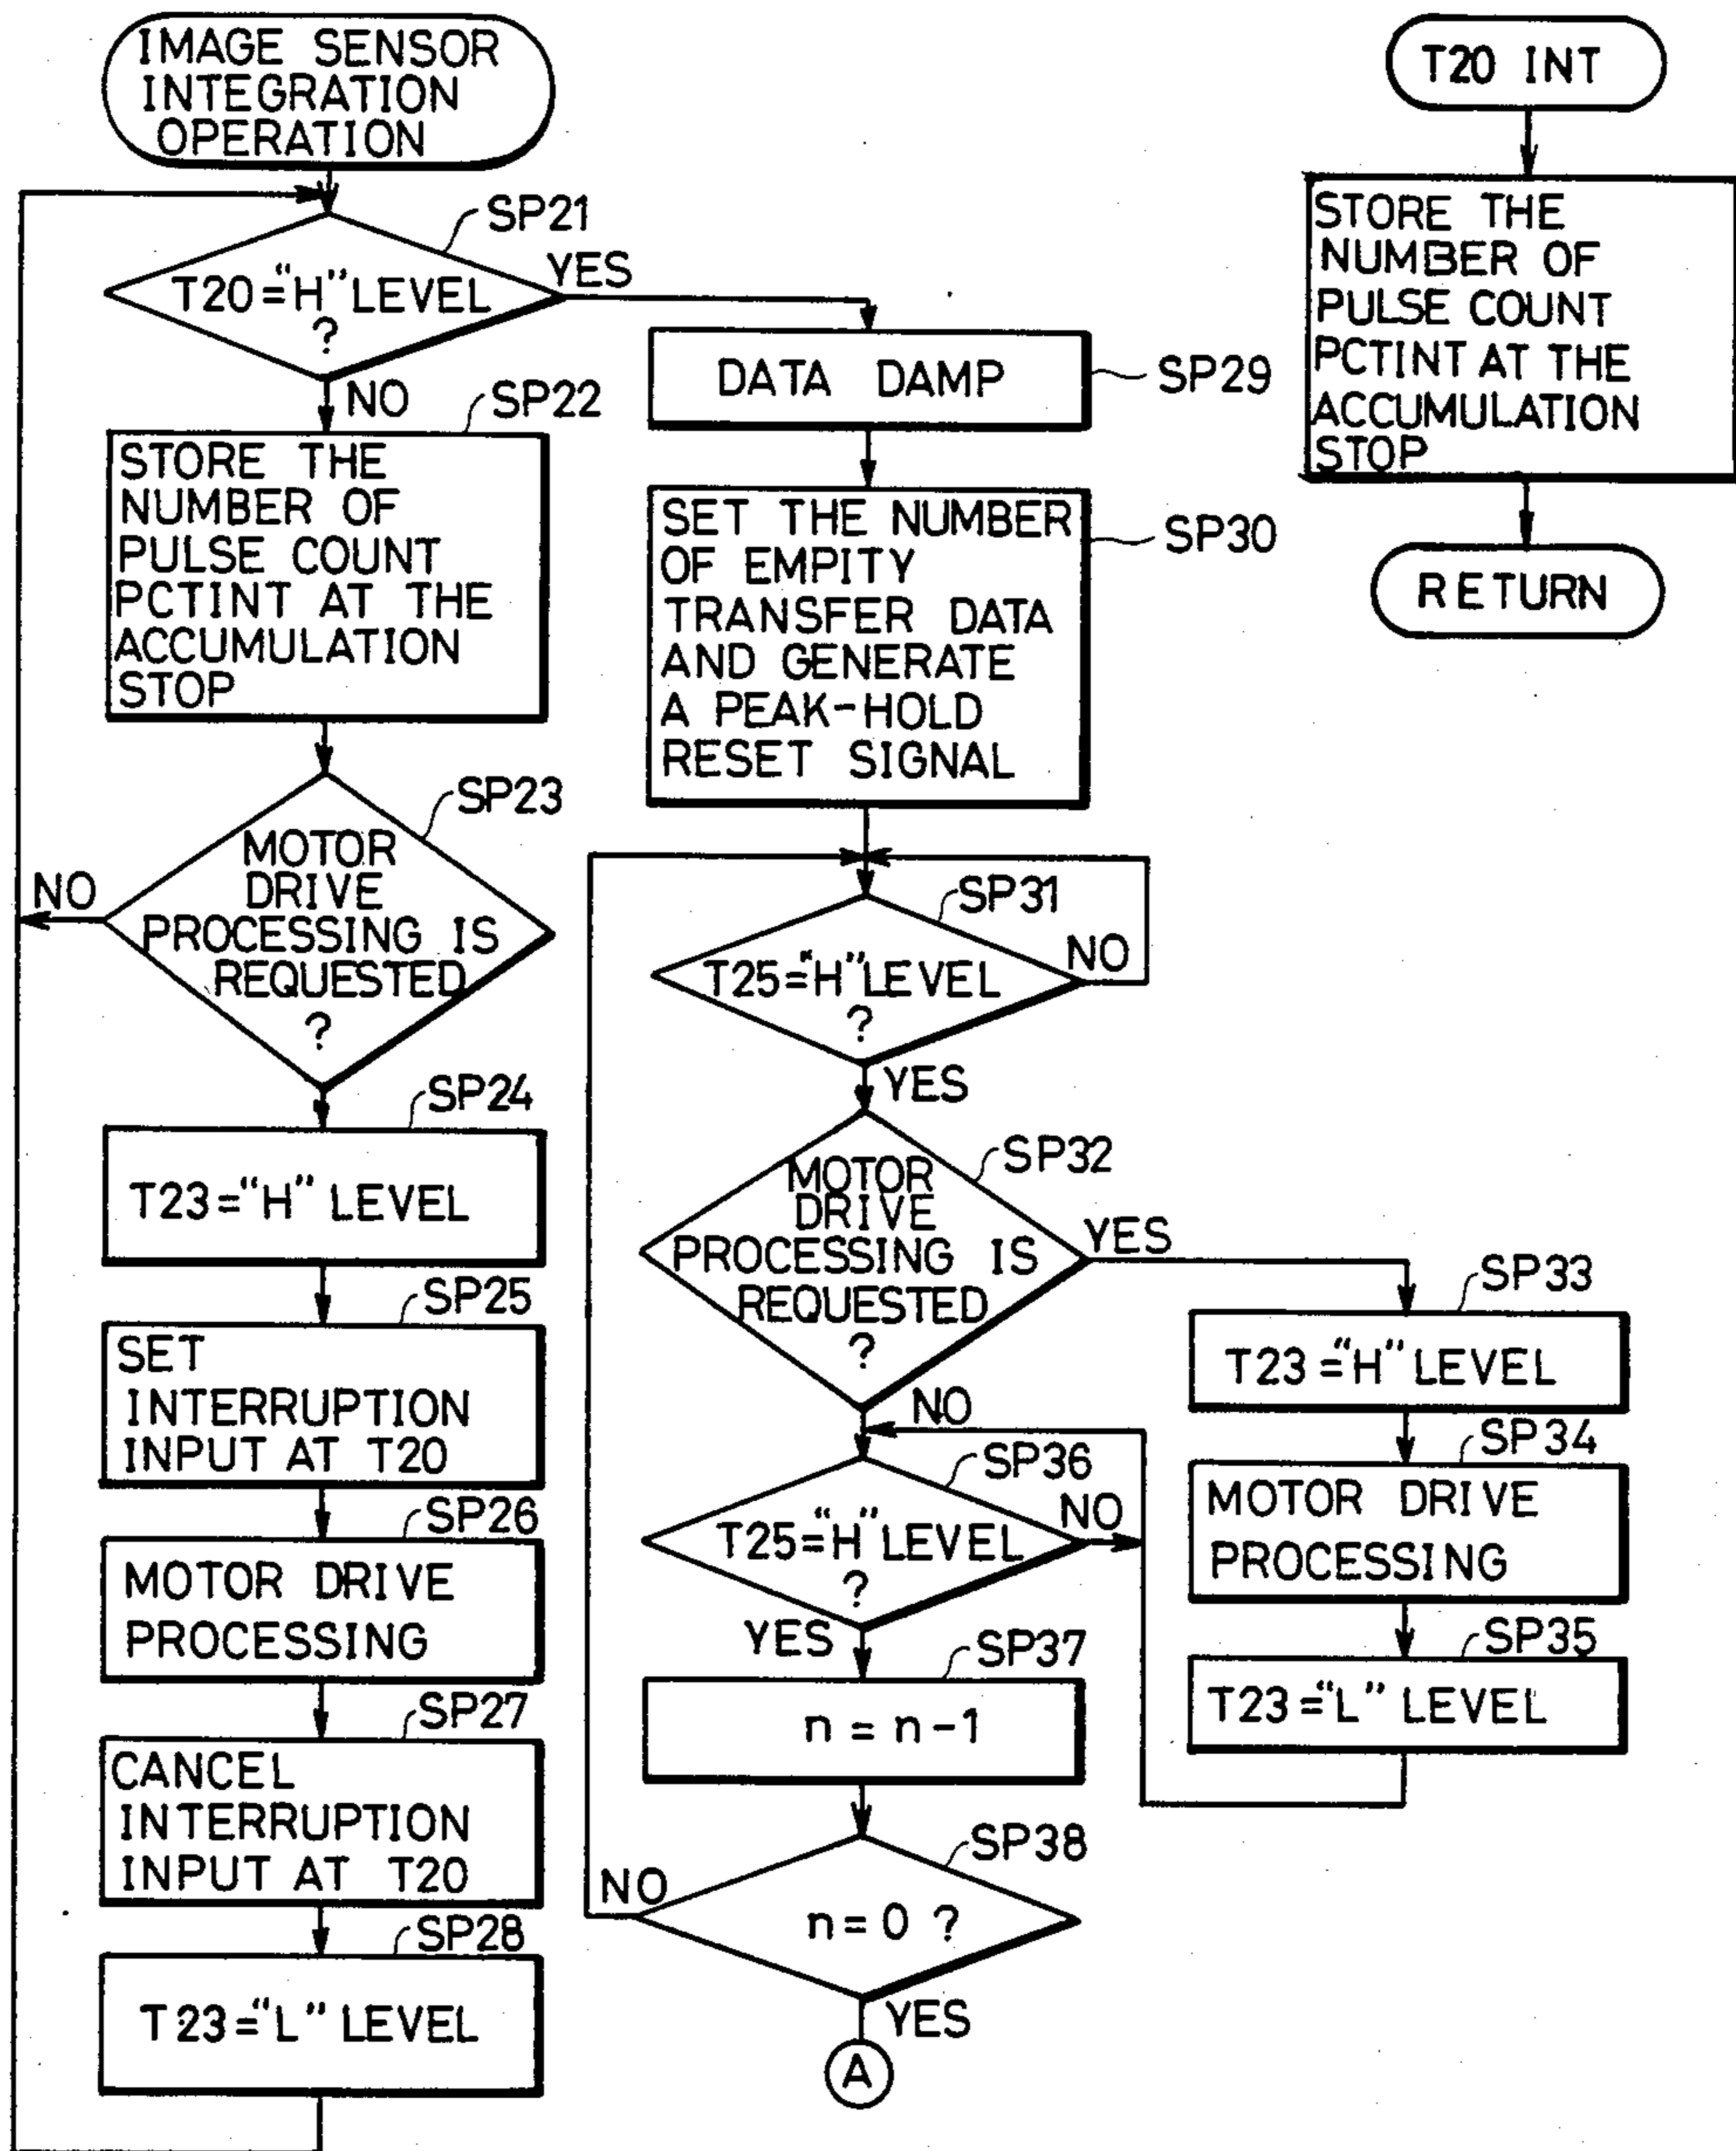 IMAGE SENSOR
INTEGRATION
OPERATION
SP21
T20="H" LEVEL
?
YES
NO
SP22
STORE THE
NUMBER OF
PULSE COUNT
PCTINT AT THE
ACCUMULATION
STOP
SP23
MOTOR
DRIVE
PROCESSING IS
REQUESTED
?
NO
SP24
T23="H" LEVEL
SP25
SET
INTERRUPTION
INPUT AT T20
SP26
MOTOR DRIVE
PROCESSING
SP27
CANCEL
INTERRUPTION
INPUT AT T20
SP28
T23="L" LEVEL
DATA DAMP
SP29
SET THE NUMBER
OF EMPITY
TRANSFER DATA
AND GENERATE
A PEAK-HOLD
RESET SIGNAL
SP30
SP31
T25="H" LEVEL
?
NO
YES
SP32
MOTOR
DRIVE
PROCESSING IS
REQUESTED
?
YES
NO
SP33
T23="H" LEVEL
SP34
MOTOR DRIVE
PROCESSING
SP35
T23="L" LEVEL
SP36
T25="H" LEVEL
?
NO
YES
SP37
n = n-1
SP38
n = 0 ?
NO
YES
A
T20 INT
STORE THE
NUMBER OF
PULSE COUNT
PCTINT AT THE
ACCUMULATION
STOP
RETURN